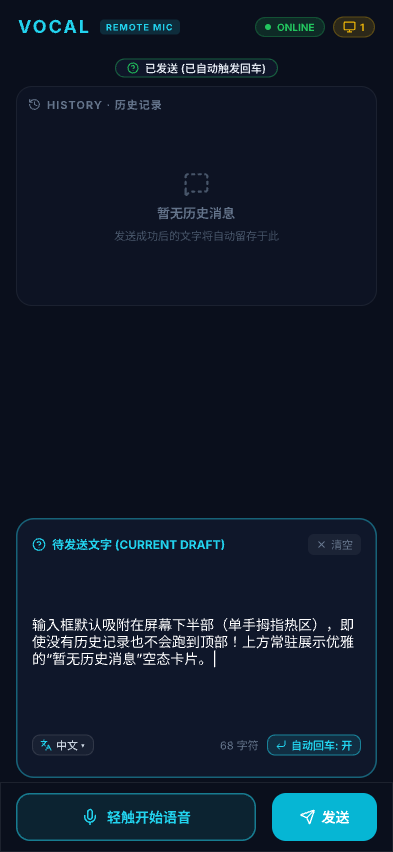 VOCAL REMOTE MIC ONLINE 1
已发送 (已自动触发回车)
HISTORY · 历史记录
暂无历史消息
发送成功后的文字将自动留存于此
待发送文字 (CURRENT DRAFT) ✕ 清空
输入框默认吸附在屏幕下半部（单手拇指热区），即
使没有历史记录也不会跑到顶部！上方常驻展示优雅
的“暂无历史消息”空态卡片。
中文 ▾ 68 字符 自动回车: 开
轻触开始语音 发送